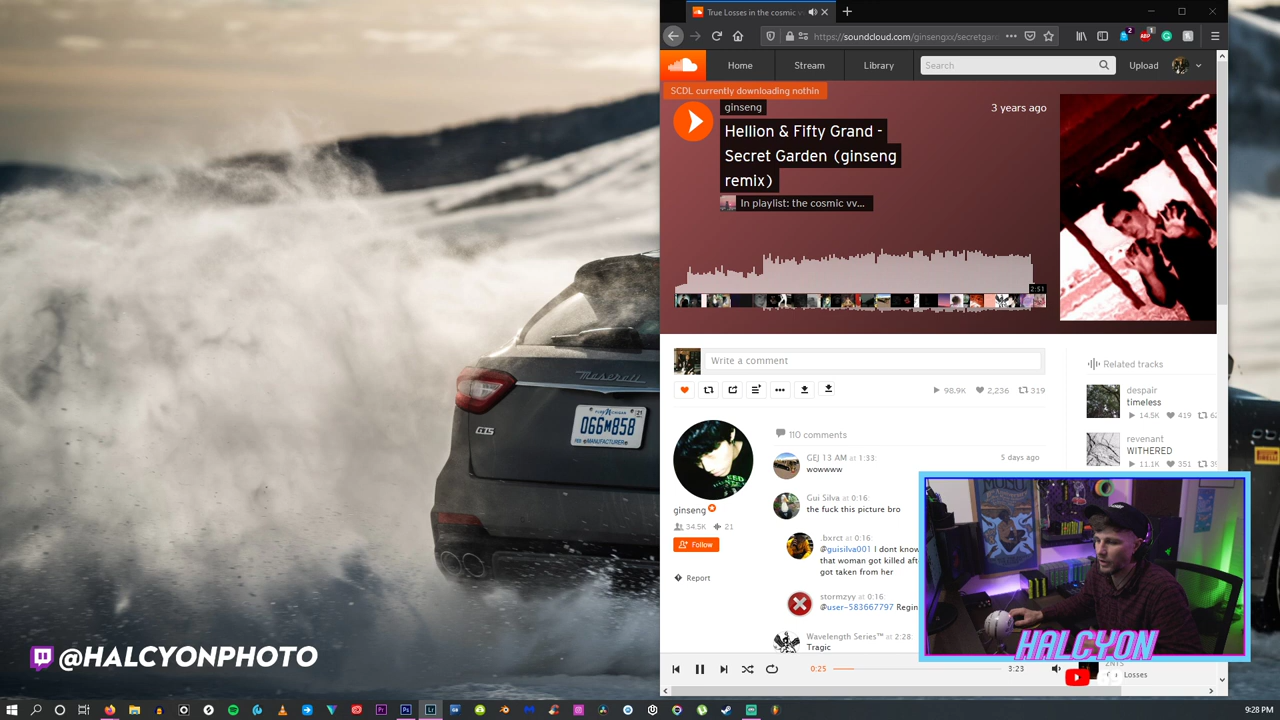 True Losses in the cosmic v
https://soundcloud.com/ginsengxx/secretgar
2
1
Home
Stream
Library
Search
Upload
SCDL currently downloading nothin
ginseng
3 years ago
Hellion & Fifty Grand -
Secret Garden (ginseng
remix)
In playlist: the cosmic vv...
2:51
Write a comment
98.9K
2,236
319
Related tracks
despair
timeless
14.5K
419
revenant
WITHERED
11.1K
351
110 comments
GEJ 13 AM at 1:33:
5 days ago
wowwww
Gui Silva at 0:16:
the fuck this picture bro
.bxrct at 0:16:
@guisilva001 I dont know
that woman got killed aft
got taken from her
stormzyy at 0:16:
@user-583667797 Regin
Wavelength Series™ at 2:28:
Tragic
ginseng
34.5K
21
Follow
Report
0:25
3:23
Losses
Maserati
GTS
PURE MICHIGAN
066M858
MANUFACTURER
@HALCYONPHOTO
HALCYON
9:28 PM